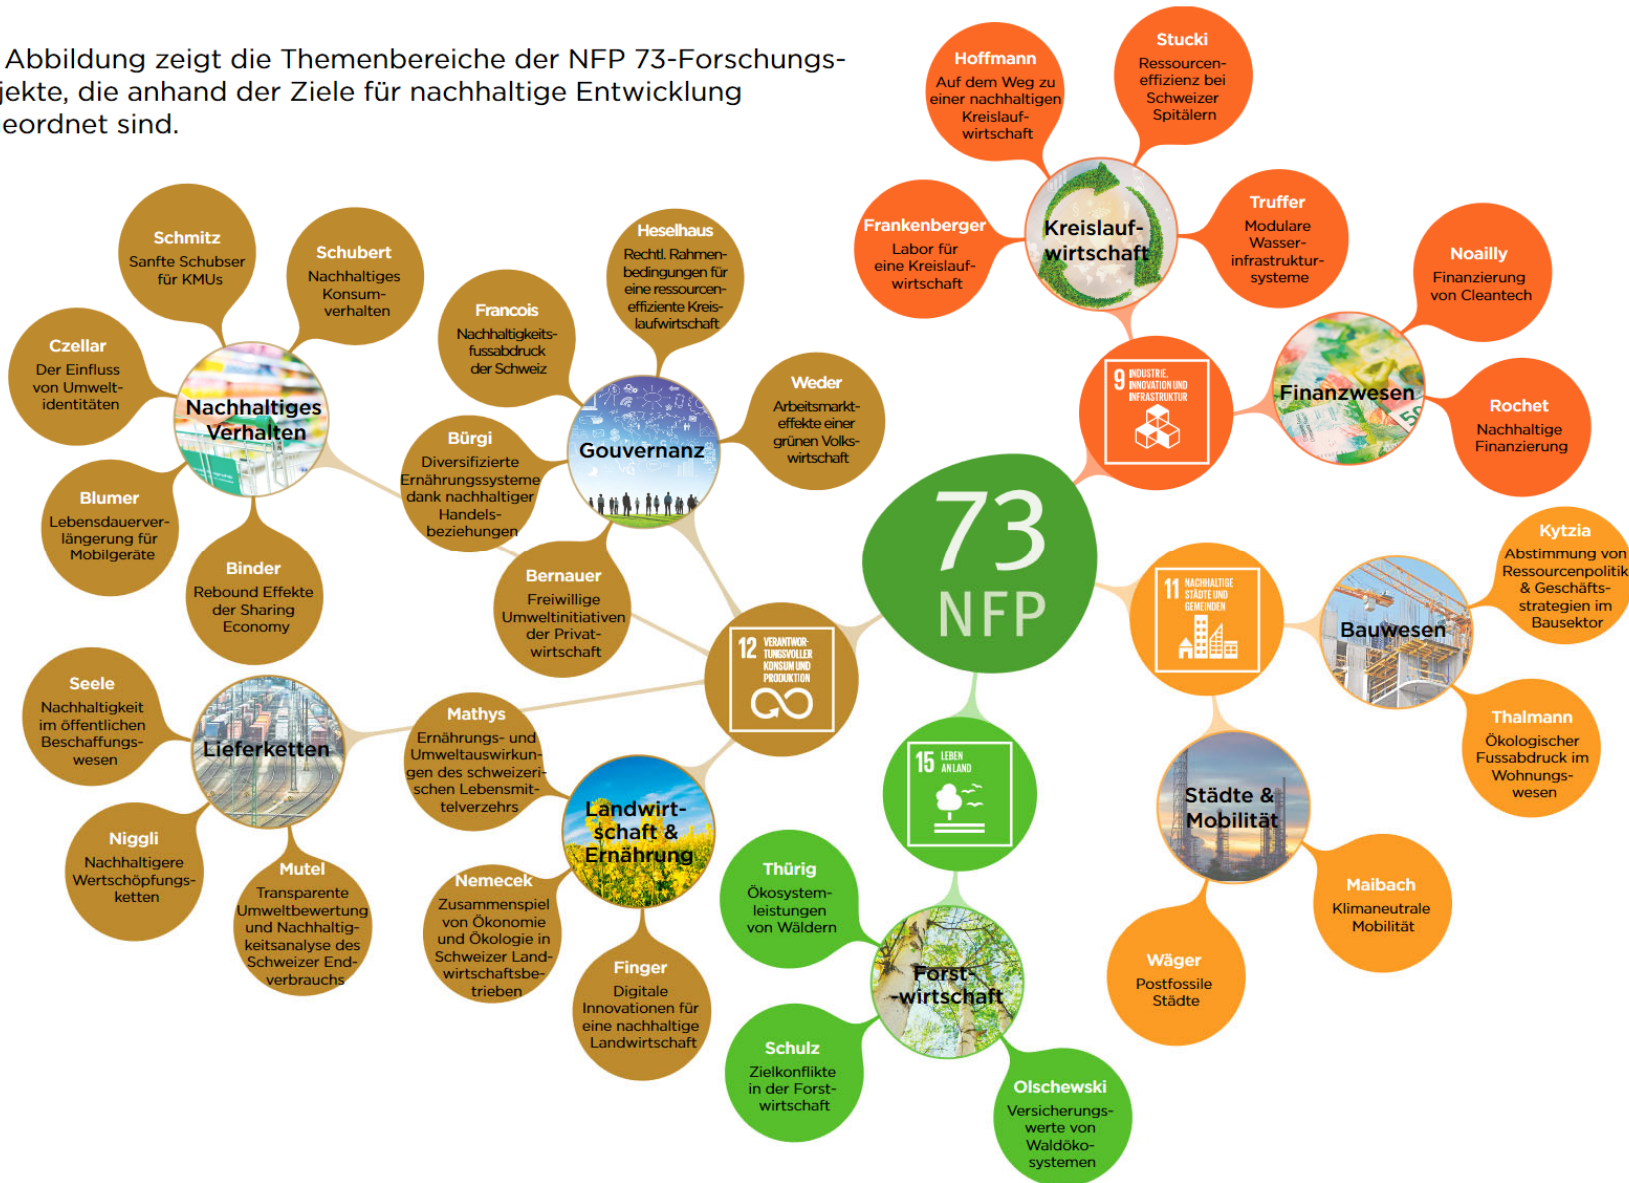 Abbildung zeigt die Themenbereiche der NFP 73-Forschungs-
jekte, die anhand der Ziele für nachhaltige Entwicklung
eordnet sind.
Hoffmann
Auf dem Weg zu
einer nachhaltigen
Kreislauf-
wirtschaft
Stucki
Ressourcen-
effizienz bei
Schweizer
Spitälern
Frankenberger
Labor für
eine Kreislauf-
wirtschaft
Kreislauf-
wirtschaft
Truffer
Modulare
Wasser-
infrastruktur-
systeme
Noailly
Finanzierung
von Cleantech
9 INDUSTRIE,
INNOVATION UND
INFRASTRUKTUR
Finanzwesen
Rochet
Nachhaltige
Finanzierung
Schmitz
Sanfte Schubser
für KMUs
Schubert
Nachhaltiges
Konsum-
verhalten
Czellar
Der Einfluss
von Umwelt-
identitäten
Nachhaltiges
Verhalten
Blumer
Lebensdauerver-
längerung für
Mobilgeräte
Binder
Rebound Effekte
der Sharing
Economy
Heselhaus
Rechtl. Rahmen-
bedingungen für
eine ressourcen-
effiziente Kreis-
laufwirtschaft
Francois
Nachhaltigkeits-
fussabdruck
der Schweiz
Weder
Arbeitsmarkt-
effekte einer
grünen Volks-
wirtschaft
Gouvernanz
Bürgi
Diversifizierte
Ernährungssysteme
dank nachhaltiger
Handels-
beziehungen
Bernauer
Freiwillige
Umweltinitiativen
der Privat-
wirtschaft
73
NFP
12 VERANTWOR-
TUNGSVOLLER
KONSUM UND
PRODUKTION
11 NACHHALTIGE
STÄDTE UND
GEMEINDEN
Kytzia
Abstimmung von
Ressourcenpolitik
& Geschäfts-
strategien im
Bausektor
Bauwesen
Thalmann
Ökologischer
Fussabdruck im
Wohnungs-
wesen
Städte &
Mobilität
Maibach
Klimaneutrale
Mobilität
Wäger
Postfossile
Städte
Seele
Nachhaltigkeit
im öffentlichen
Beschaffungs-
wesen
Lieferketten
Niggli
Nachhaltigere
Wertschöpfungs-
ketten
Mutel
Transparente
Umweltbewertung
und Nachhaltig-
keitsanalyse des
Schweizer End-
verbrauchs
Mathys
Ernährungs- und
Umweltauswirkun-
gen des schweizeri-
schen Lebensmit-
telverzehrs
Landwirt-
schaft &
Ernährung
Nemecek
Zusammenspiel
von Ökonomie
und Ökologie in
Schweizer Land-
wirtschaftsbe-
trieben
Finger
Digitale
Innovationen für
eine nachhaltige
Landwirtschaft
15 LEBEN
AN LAND
Thürig
Ökosystem-
leistungen
von Wäldern
Forst-
-wirtschaft
Schulz
Zielkonflikte
in der Forst-
wirtschaft
Olschewski
Versicherungs-
werte von
Waldöko-
systemen